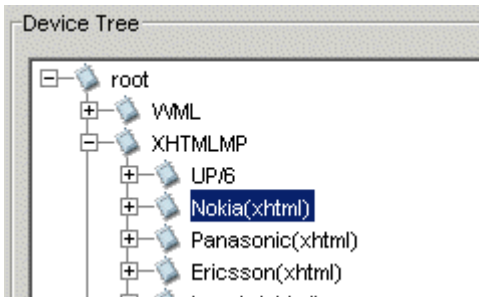 Device Tree
root
WML
XHTMLMP
UP/6
Nokia(xhtml)
Panasonic(xhtml)
Ericsson(xhtml)